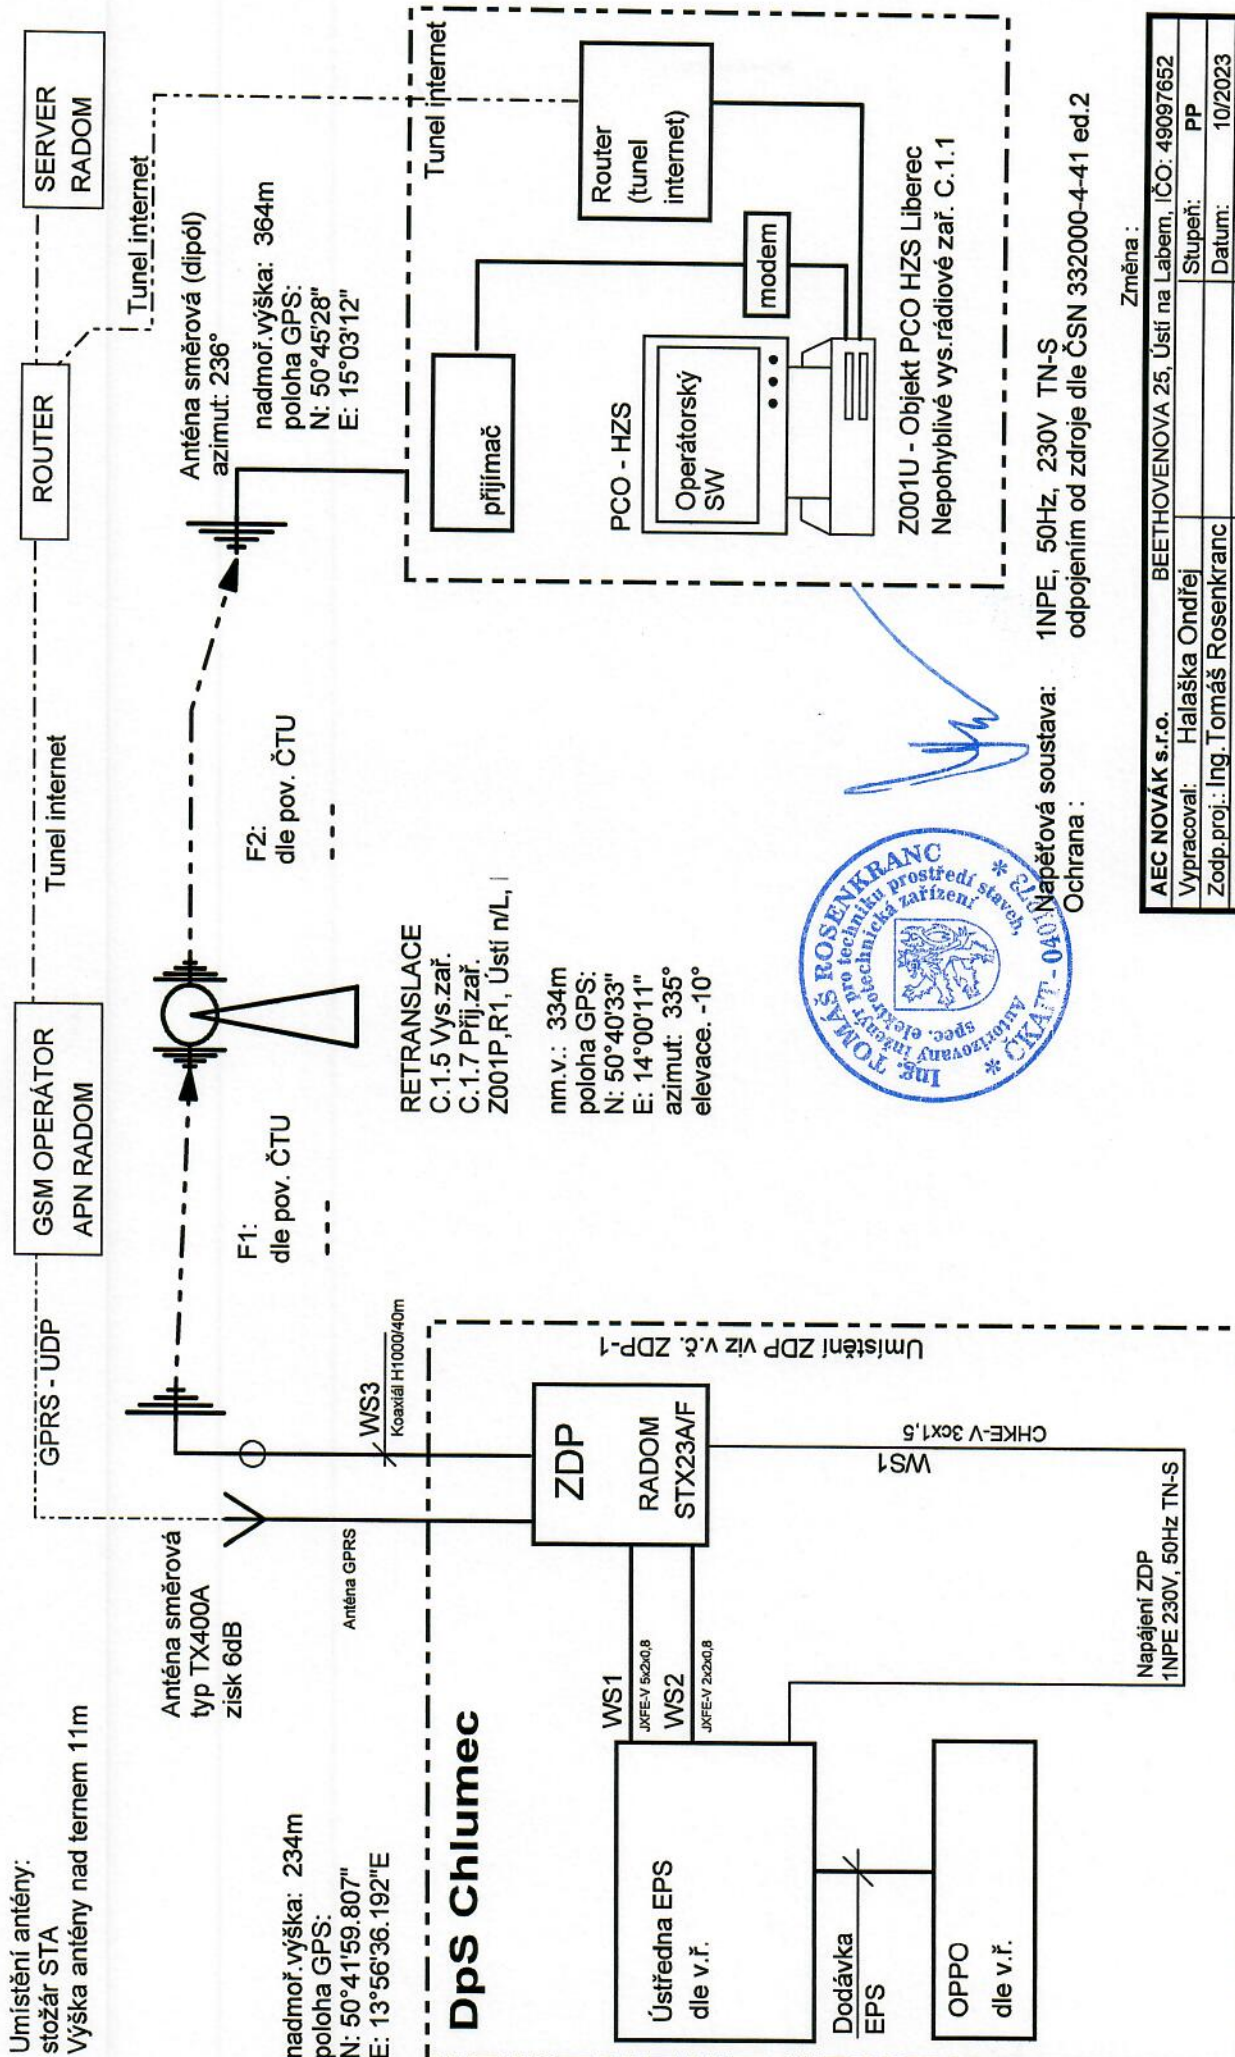 Umístění antény:
stožár STA
Výška antény nad ternem 11m
nadmoř.výška: 234m
poloha GPS:
N: 50°41'59.807"
E: 13°56'36.192"E
Anténa směrová
typ TX400A
zisk 6dB
Anténa GPRS
GPRS - UDP
WS3
Koaxiál H1000/40m
GSM OPERÁTOR
APN RADOM
Tunel internet
ROUTER
SERVER
RADOM
Tunel internet
F1:
dle pov. ČTU
F2:
dle pov. ČTU
Anténa směrová (dipól)
azimut: 236°
nadmoř.výška: 364m
poloha GPS:
N: 50°45'28"
E: 15°03'12"
Tunel internet
RETRANSLACE
C.1.5 Vys.zař.
C.1.7 Přij.zař.
Z001P,R1, Ústí n/L,
nm.v.: 334m
poloha GPS:
N: 50°40'33"
E: 14°00'11"
azimut: 335°
elevace. -10°
přijímač
modem
Router
(tunel
internet)
PCO - HZS
Operátorský
SW
Z001U - Objekt PCO HZS Liberec
Nepohyblivé vys.rádiové zař. C.1.1
DpS Chlumec
ZDP
RADOM
STX23A/F
Umístění ZDP viz v.č. ZDP-1
WS1
JXFE-V 5x2x0,8
WS2
JXFE-V 2x2x0,8
WS1
CHKE-V 3cx1,5
Ústředna EPS
dle v.ř.
Dodávka
EPS
OPPO
dle v.ř.
Napájení ZDP
1NPE 230V, 50Hz TN-S
Ing. TOMÁŠ ROSENKRANC
Autorizovaný inženýr pro techniku prostředí staveb,
spec. elektrotechnická zařízení
* ČKAIT - 0401073 *
Napěťová soustava: 1NPE, 50Hz, 230V TN-S
Ochrana : odpojením od zdroje dle ČSN 332000-4-41 ed.2
Změna :
AEC NOVÁK s.r.o. BEETHOVENOVA 25, Ústí na Labem, IČO: 49097652
Vypracoval: Halaška Ondřej Stupeň: PP
Zodp.proj.: Ing.Tomáš Rosenkranc Datum: 10/2023